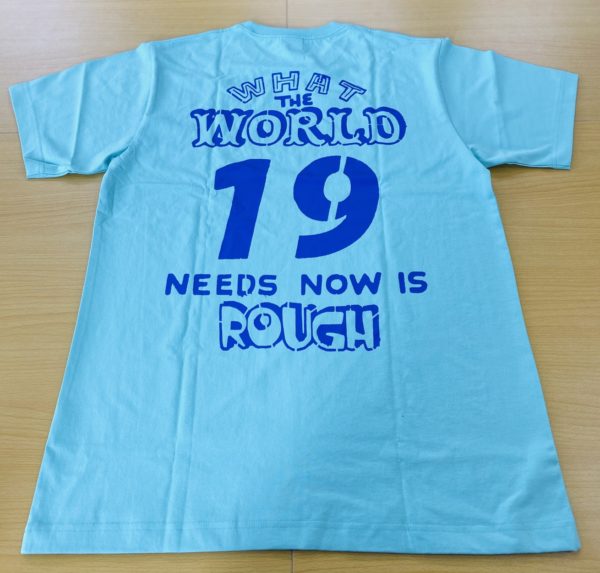 WHAT
THE
WORLD
19
NEEDS NOW IS
ROUGH